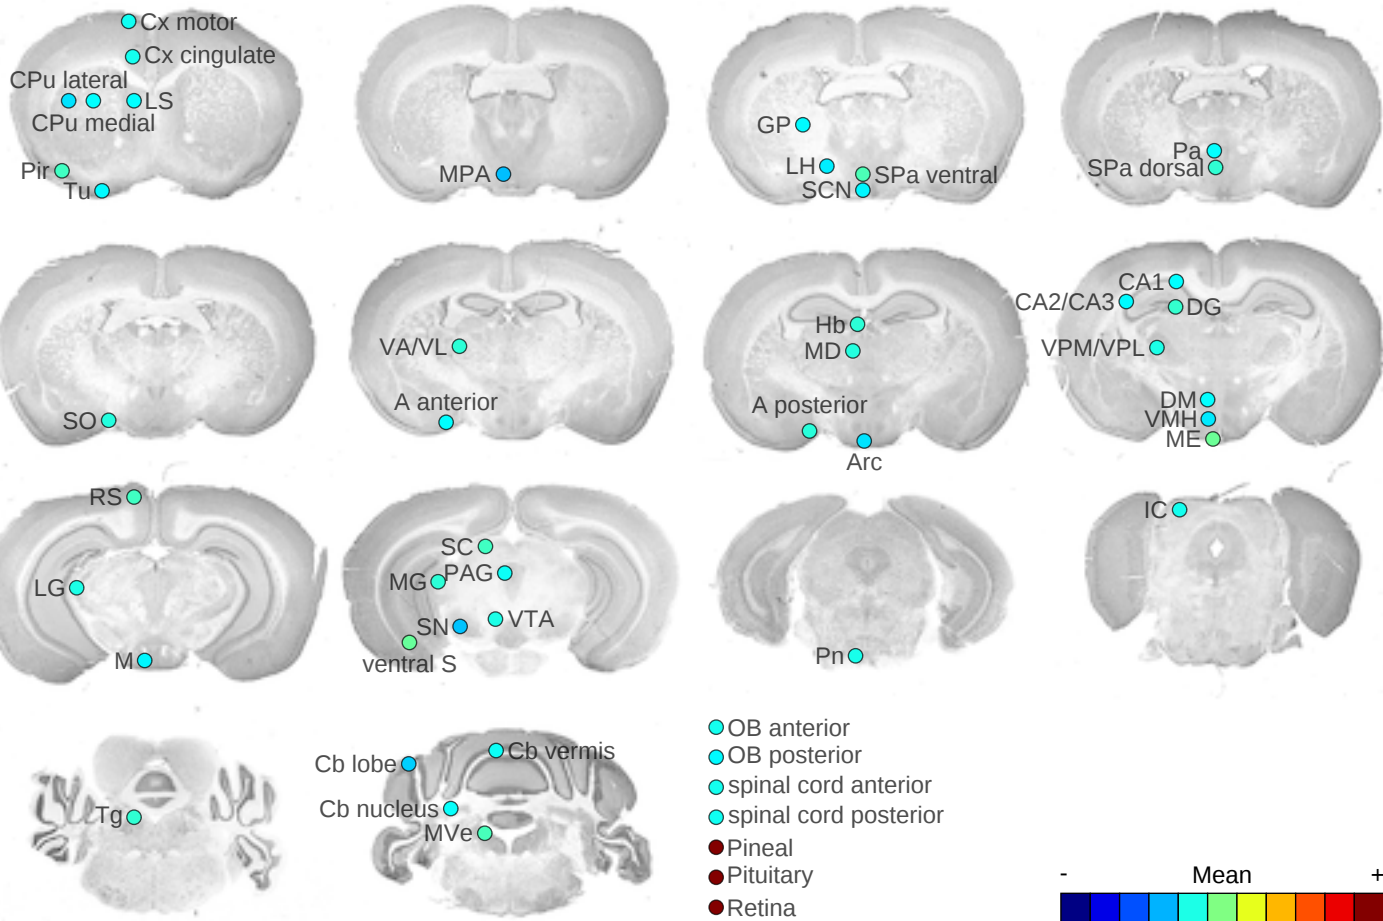 Cx motor
Cx cingulate
CPu lateral
LS
CPu medial
Pir
Tu
MPA
GP
LH
SPa ventral
SCN
Pa
SPa dorsal
SO
VA/VL
A anterior
Hb
MD
A posterior
Arc
CA1
CA2/CA3
DG
VPM/VPL
DM
VMH
ME
RS
LG
M
SC
PAG
MG
VTA
SN
ventral S
Pn
IC
Tg
Cb vermis
Cb lobe
Cb nucleus
MVe
OB anterior
OB posterior
spinal cord anterior
spinal cord posterior
Pineal
Pituitary
Retina
- Mean +